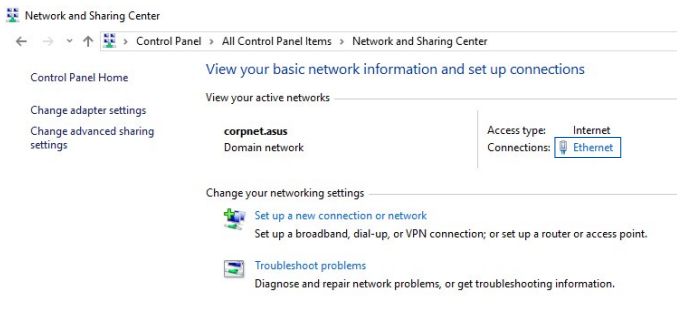 Network and Sharing Center
Control Panel > All Control Panel Items > Network and Sharing Center
Control Panel Home
Change adapter settings
Change advanced sharing
settings
View your basic network information and set up connections
View your active networks
corpnet.asus
Domain network
Access type: Internet
Connections: Ethernet
Change your networking settings
Set up a new connection or network
Set up a broadband, dial-up, or VPN connection; or set up a router or access point.
Troubleshoot problems
Diagnose and repair network problems, or get troubleshooting information.